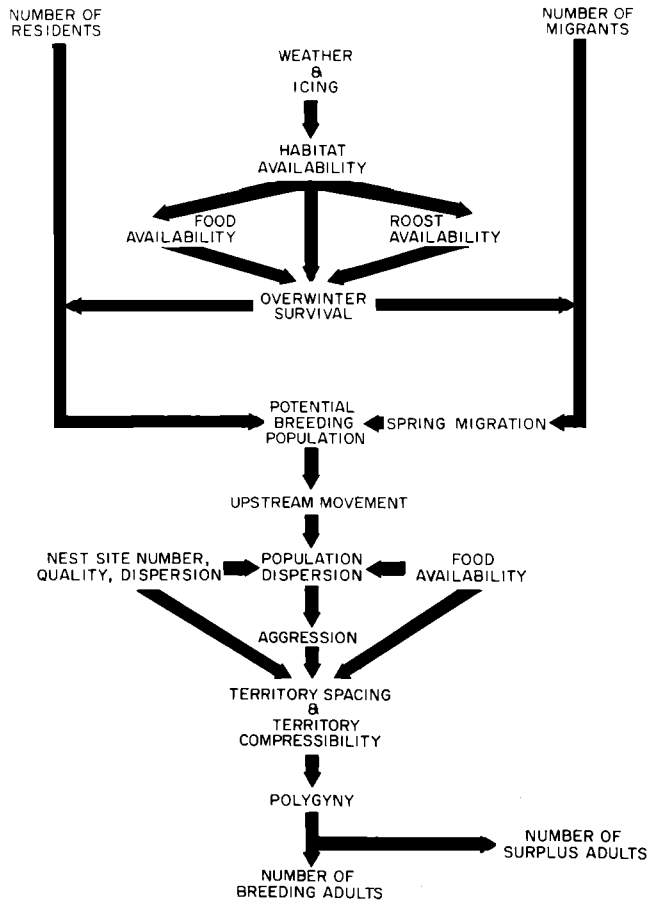 NUMBER OF
RESIDENTS
NUMBER OF
MIGRANTS
WEATHER
&
ICING
HABITAT
AVAILABILITY
FOOD
AVAILABILITY
ROOST
AVAILABILITY
OVERWINTER
SURVIVAL
POTENTIAL
BREEDING
POPULATION
SPRING MIGRATION
UPSTREAM MOVEMENT
NEST SITE NUMBER,
QUALITY, DISPERSION
POPULATION
DISPERSION
FOOD
AVAILABILITY
AGGRESSION
TERRITORY SPACING
&
TERRITORY
COMPRESSIBILITY
POLYGYNY
NUMBER OF
SURPLUS ADULTS
NUMBER OF
BREEDING ADULTS